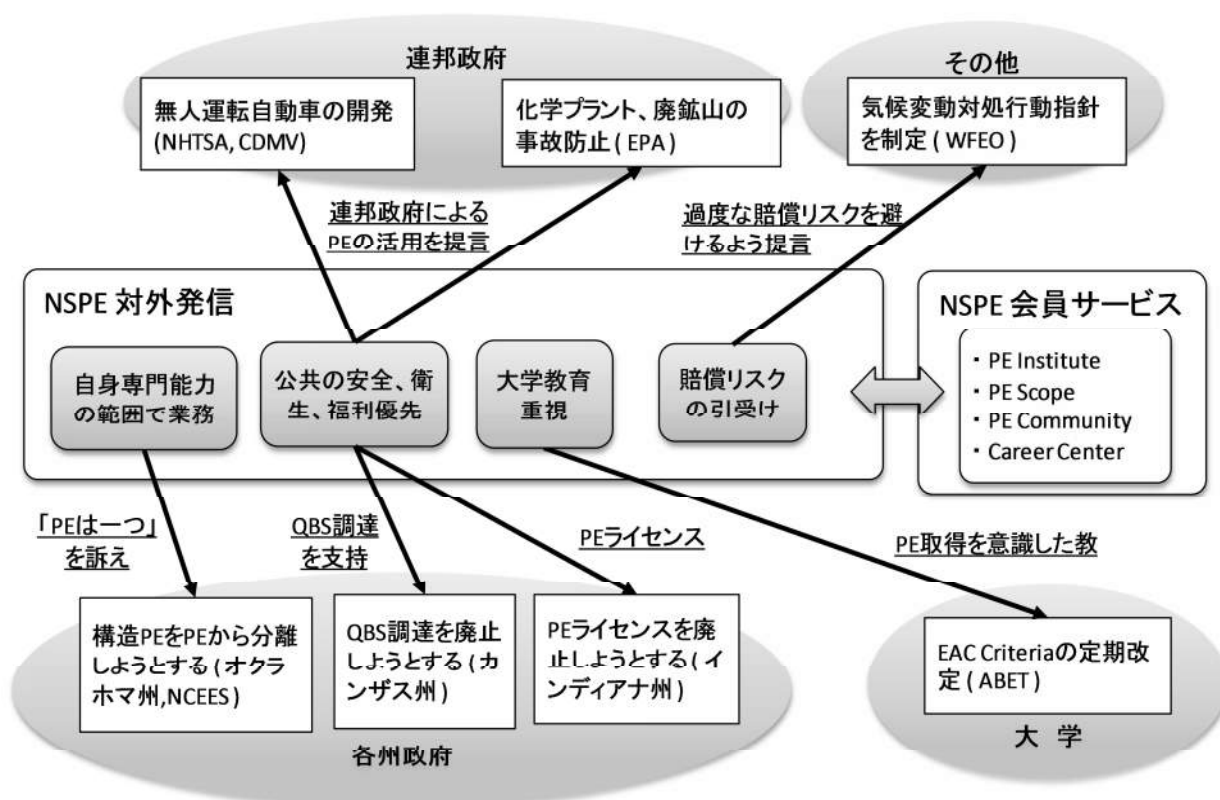 連邦政府
無人運転自動車の開発
(NHTSA, CDMV)
化学プラント、廃鉱山の
事故防止( EPA)
その他
気候変動対処行動指針
を制定( WFEO)
連邦政府による
PEの活用を提言
過度な賠償リスクを避
けるよう提言
NSPE 対外発信
自身専門能力
の範囲で業務
公共の安全、衛
生、福利優先
大学教育
重視
賠償リスク
の引受け
NSPE 会員サービス
・ PE Institute
・ PE Scope
・ PE Community
・ Career Center
「PEは一つ」
を訴え
QBS調達
を支持
PEライセンス
PE取得を意識した教
構造PEをPEから分離
しようとする(オクラ
ホマ州,NCEES)
QBS調達を廃止
しようとする(カ
ンザス州)
PEライセンスを廃
止しようとする(イ
ンディアナ州)
各州政府
EAC Criteriaの定期改
定( ABET)
大 学